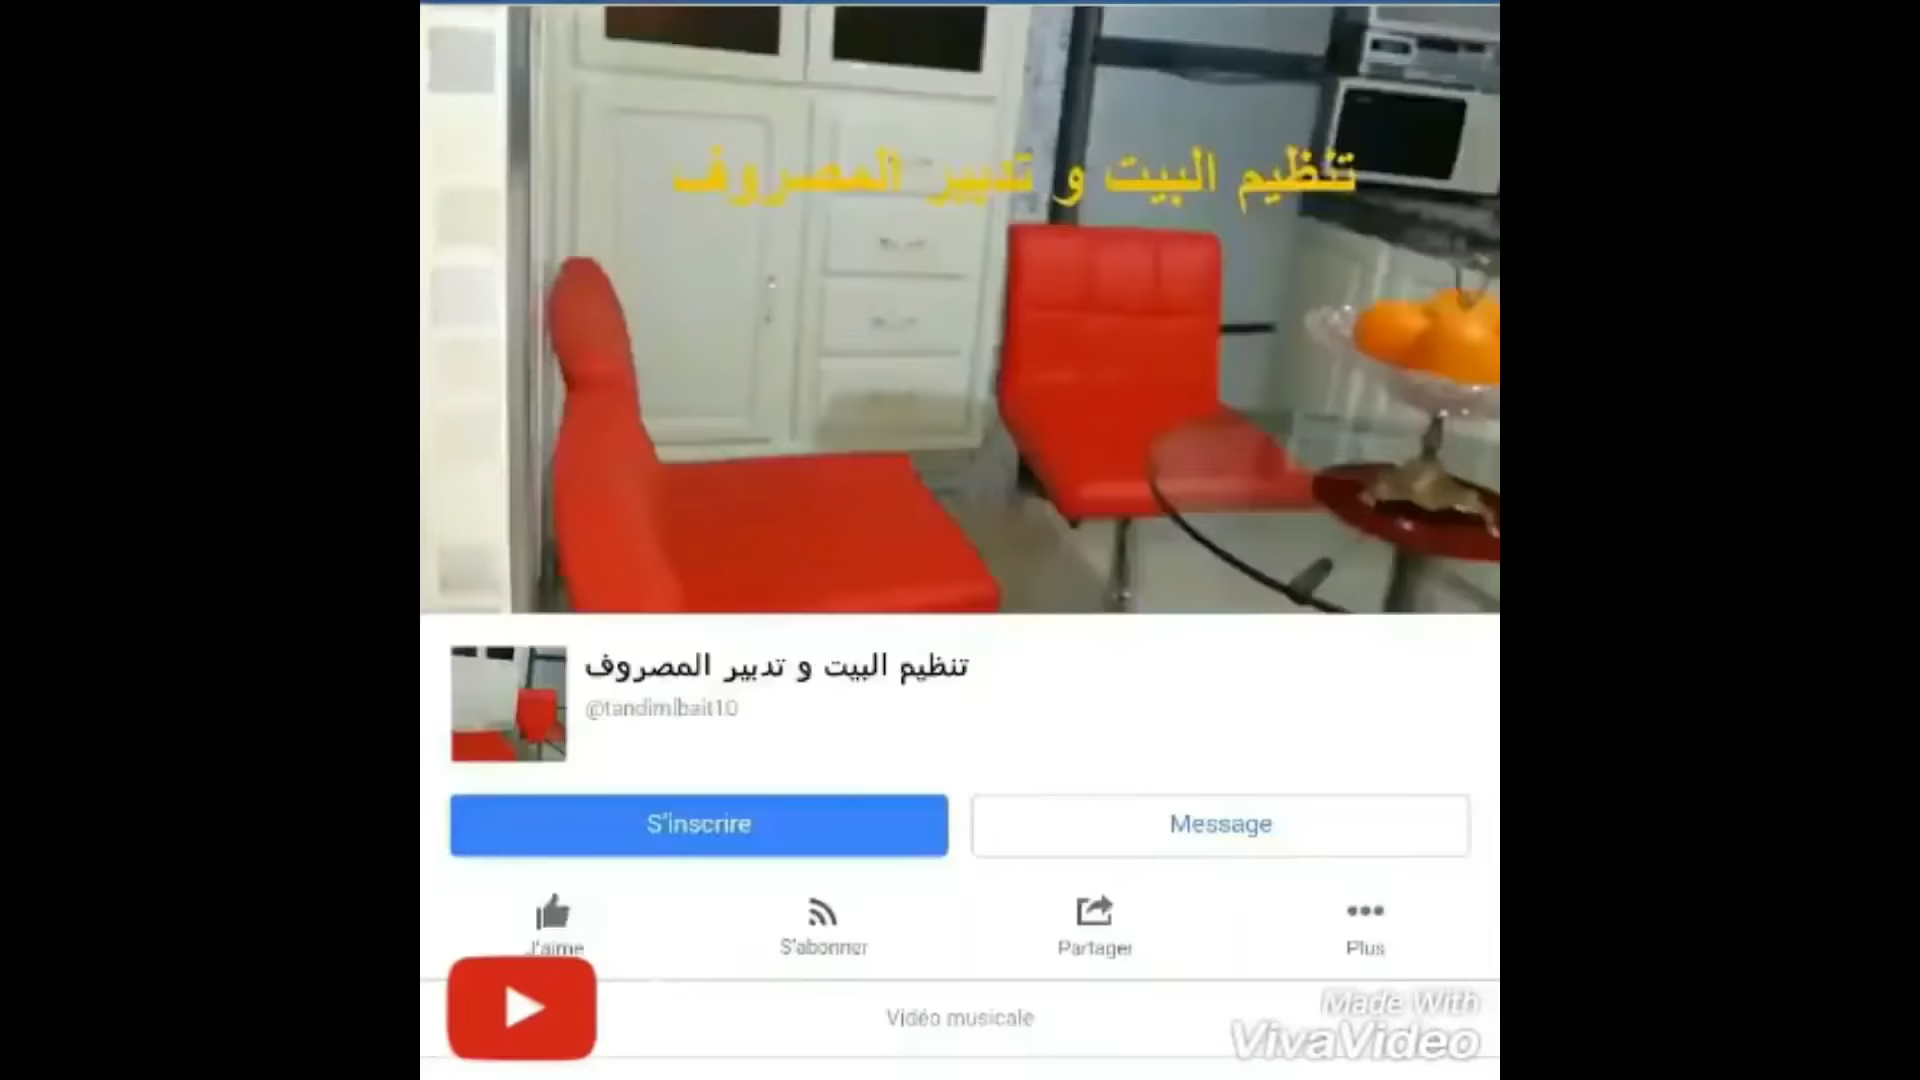 تنظيم البيت و تدبير المصروف
تنظيم البيت و تدبير المصروف
@tandimlbait10
S'inscrire
Message
J'aime
S'abonner
Partager
Plus
Vidéo musicale
Made With
VivaVideo